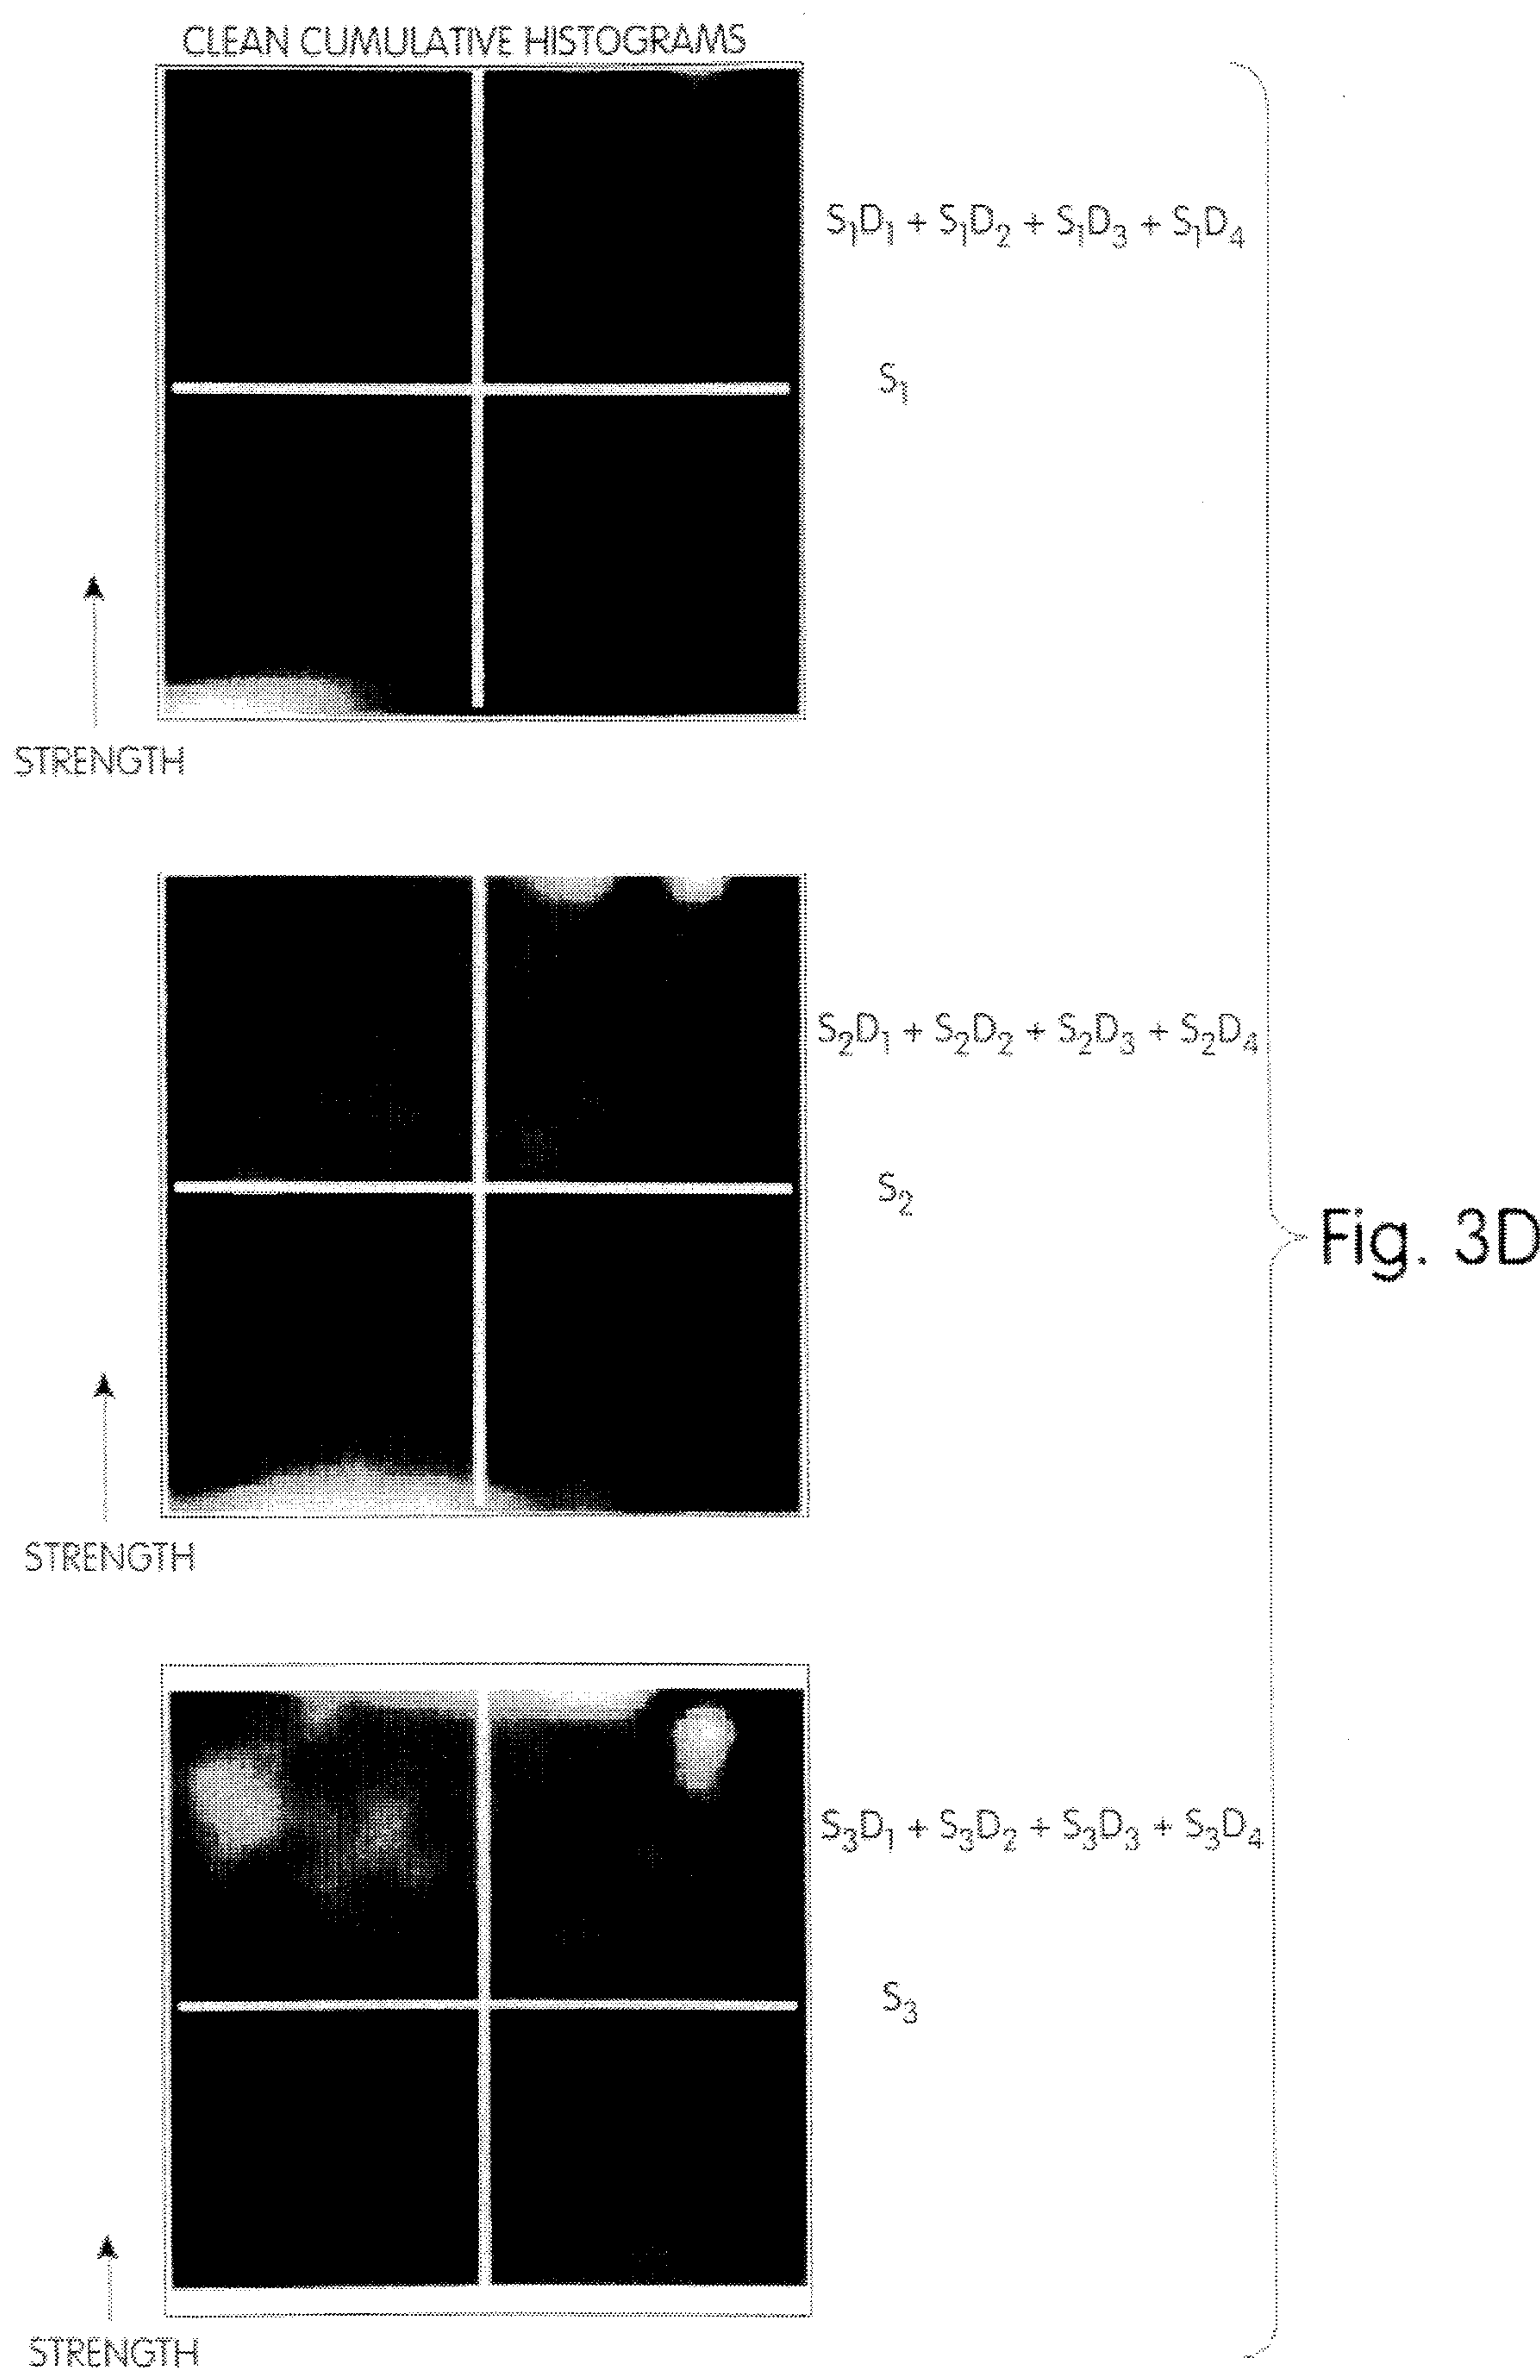 CLEAN CUMULATIVE HISTOGRAMS
S₁D₁ + S₁D₂ + S₁D₃ + S₁D₄
S₁
STRENGTH
S₂D₁ + S₂D₂ + S₂D₃ + S₂D₄
S₂
Fig. 3D
STRENGTH
S₃D₁ + S₃D₂ + S₃D₃ + S₃D₄
S₃
STRENGTH